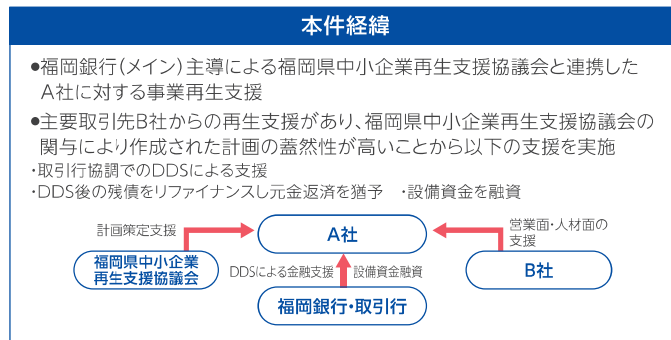 本件経緯
●福岡銀行(メイン)主導による福岡県中小企業再生支援協議会と連携した
A社に対する事業再生支援
●主要取引先B社からの再生支援があり、福岡県中小企業再生支援協議会の
関与により作成された計画の蓋然性が高いことから以下の支援を実施
・取引行協調でのDDSによる支援
・DDS後の残債をリファイナンスし元金返済を猶予 ・設備資金を融資
計画策定支援
A社
営業面・人材面の
支援
福岡県中小企業
再生支援協議会
DDSによる金融支援 設備資金融資
B社
福岡銀行・取引行